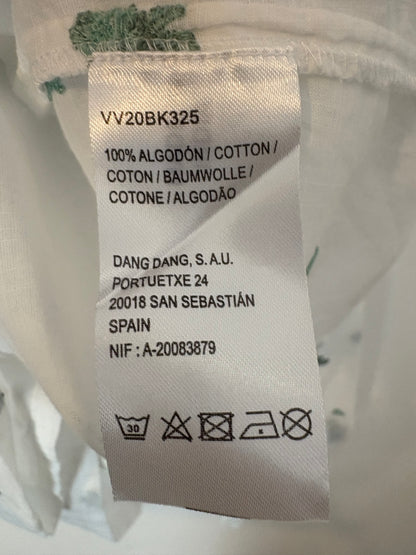 VV20BK325
100% ALGODÓN / COTTON /
COTON / BAUMWOLLE /
COTONE / ALGODÃO
DANG DANG, S.A.U.
PORTUETXE 24
20018 SAN SEBASTIÁN
SPAIN
NIF : A-20083879
30